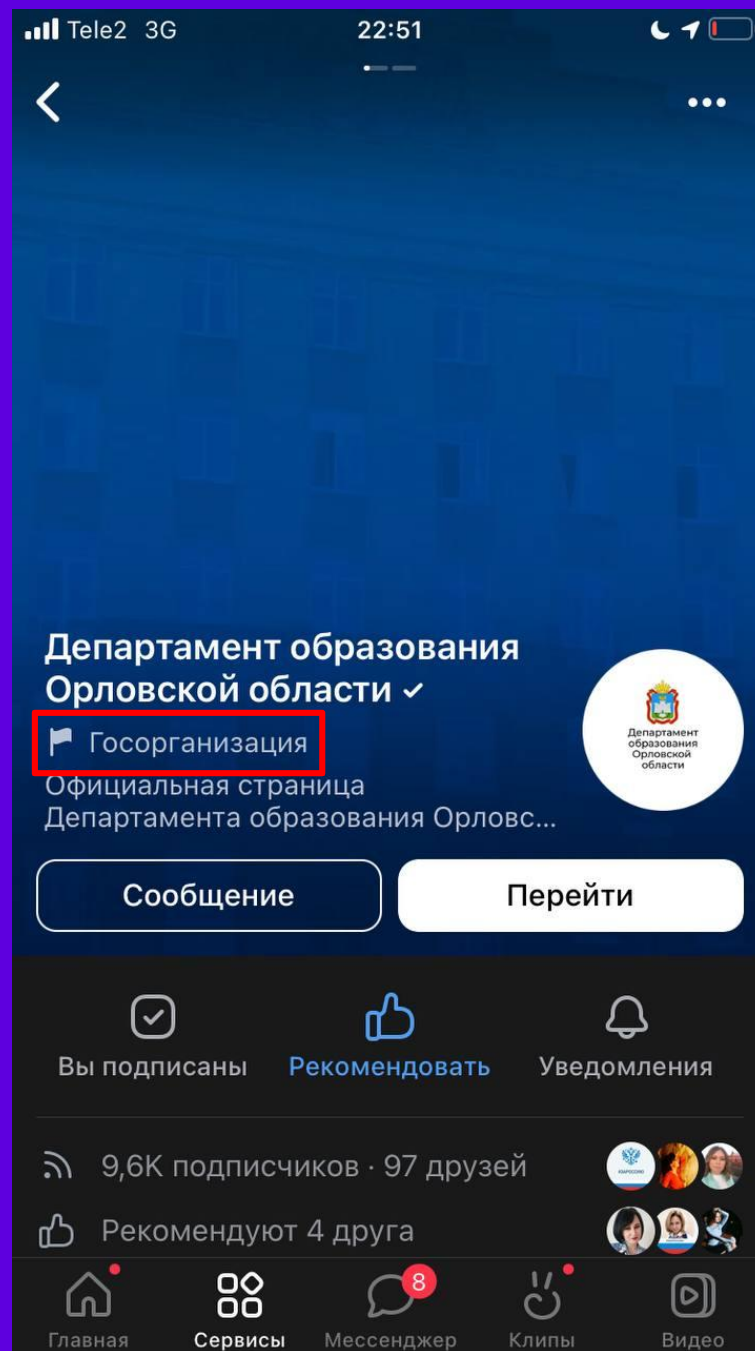 Tele2 3G 22:51
Департамент образования
Орловской области
Госорганизация
Официальная страница
Департамента образования Орловс...
Департамент
образования
Орловской
области
Сообщение Перейти
Вы подписаны Рекомендовать Уведомления
9,6K подписчиков · 97 друзей
Рекомендуют 4 друга
8
Главная Сервисы Мессенджер Клипы Видео